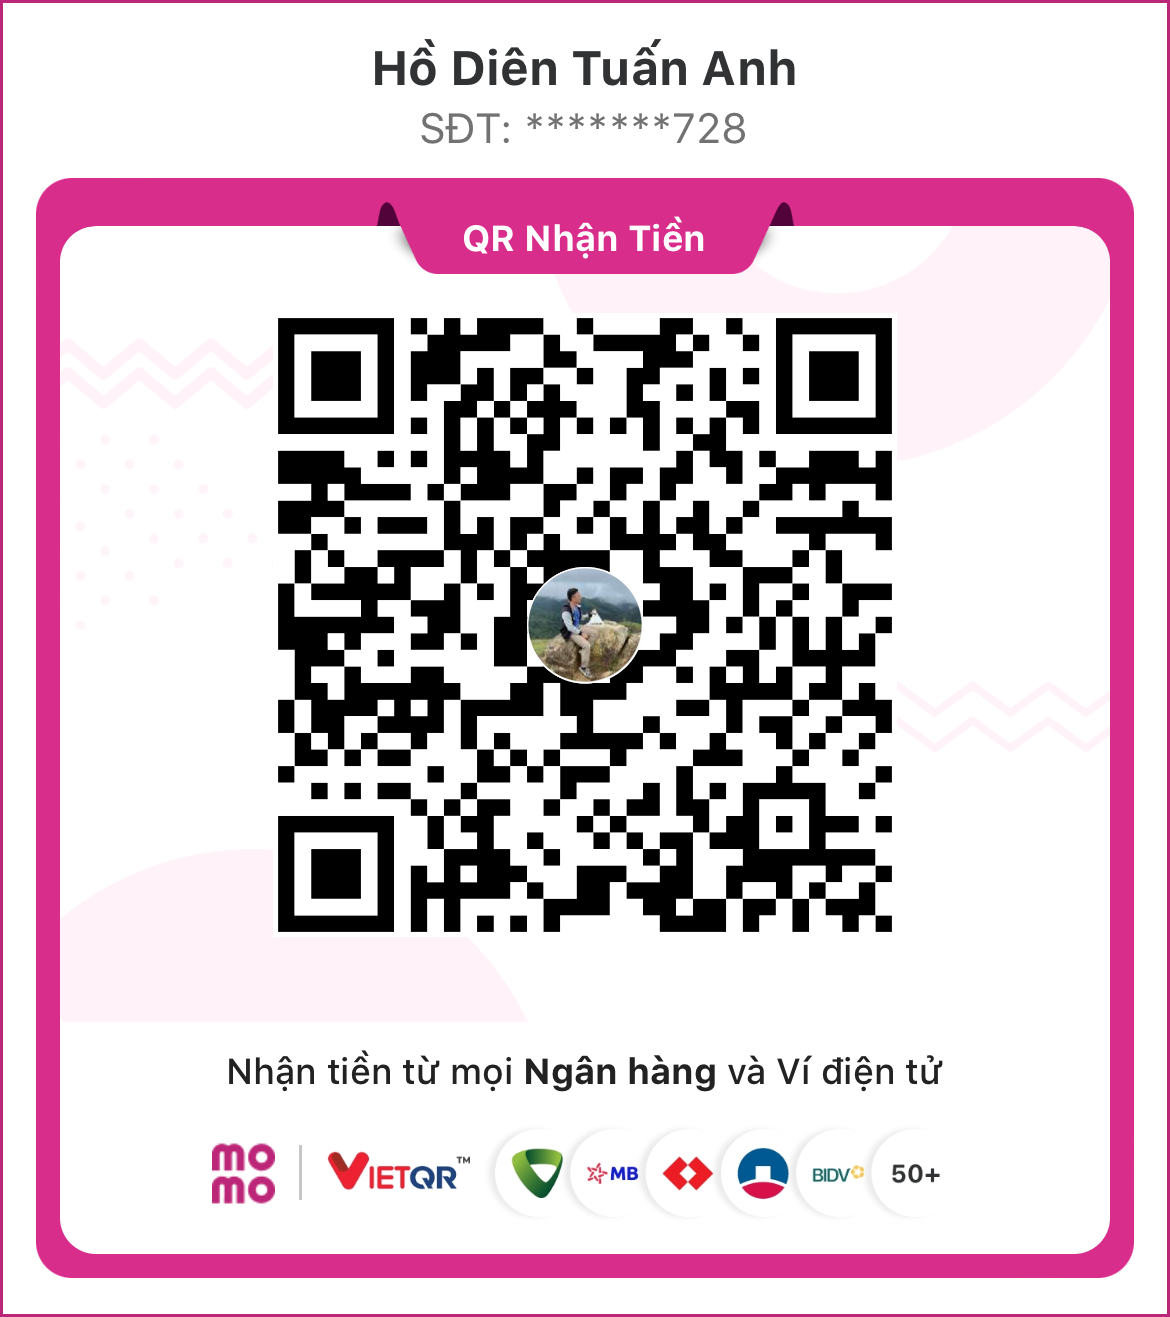 Hồ Diên Tuấn Anh
SĐT: *******728
QR Nhận Tiền
Nhận tiền từ mọi Ngân hàng và Ví điện tử
mo
mo
VIETQR™
MB
BIDV
50+